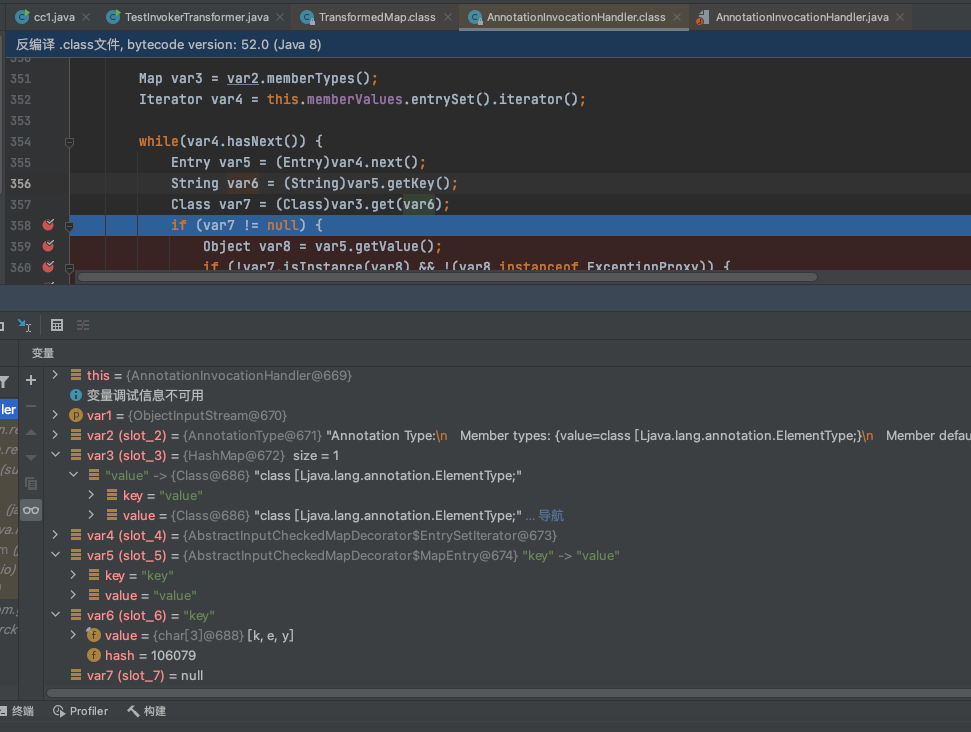 cc1.java TestInvokerTransformer.java TransformedMap.class AnnotationInvocationHandler.class AnnotationInvocationHandler.java
反编译 .class文件, bytecode version: 52.0 (Java 8)
350
351 Map var3 = var2.memberTypes();
352 Iterator var4 = this.memberValues.entrySet().iterator();
353
354 while(var4.hasNext()) {
355 Entry var5 = (Entry)var4.next();
356 String var6 = (String)var5.getKey();
357 Class var7 = (Class)var3.get(var6);
358 if (var7 != null) {
359 Object var8 = var5.getValue();
360 if (!var7.isInstance(var8) && !(var8 instanceof ExceptionProxy)) {
变量
this = {AnnotationInvocationHandler@669}
变量调试信息不可用
ler
var1 = {ObjectInputStream@670}
var2 (slot_2) = {AnnotationType@671} "Annotation Type:\n Member types: {value=class [Ljava.lang.annotation.ElementType;}\n Member defau
var3 (slot_3) = {HashMap@672} size = 1
"value" -> {Class@686} "class [Ljava.lang.annotation.ElementType;"
key = "value"
value = {Class@686} "class [Ljava.lang.annotation.ElementType;" ... 导航
var4 (slot_4) = {AbstractInputCheckedMapDecorator$EntrySetIterator@673}
var5 (slot_5) = {AbstractInputCheckedMapDecorator$MapEntry@674} "key" -> "value"
key = "key"
value = "value"
var6 (slot_6) = "key"
value = {char[3]@688} [k, e, y]
hash = 106079
var7 (slot_7) = null
终端 Profiler 构建